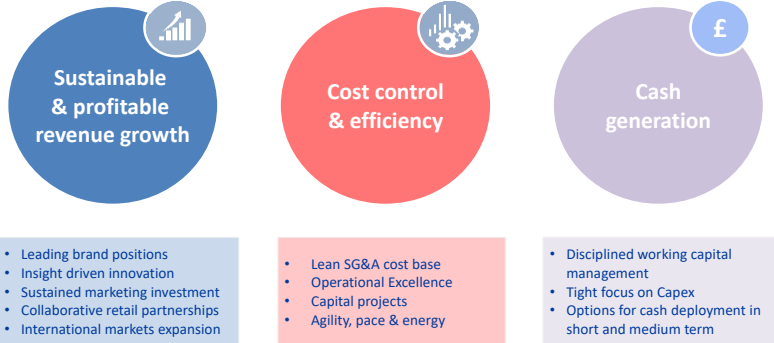 Sustainable
& profitable
revenue growth
Cost control
& efficiency
£
Cash
generation
• Leading brand positions
• Insight driven innovation
• Sustained marketing investment
• Collaborative retail partnerships
• International markets expansion
• Lean SG&A cost base
• Operational Excellence
• Capital projects
• Agility, pace & energy
• Disciplined working capital
management
• Tight focus on Capex
• Options for cash deployment in
short and medium term